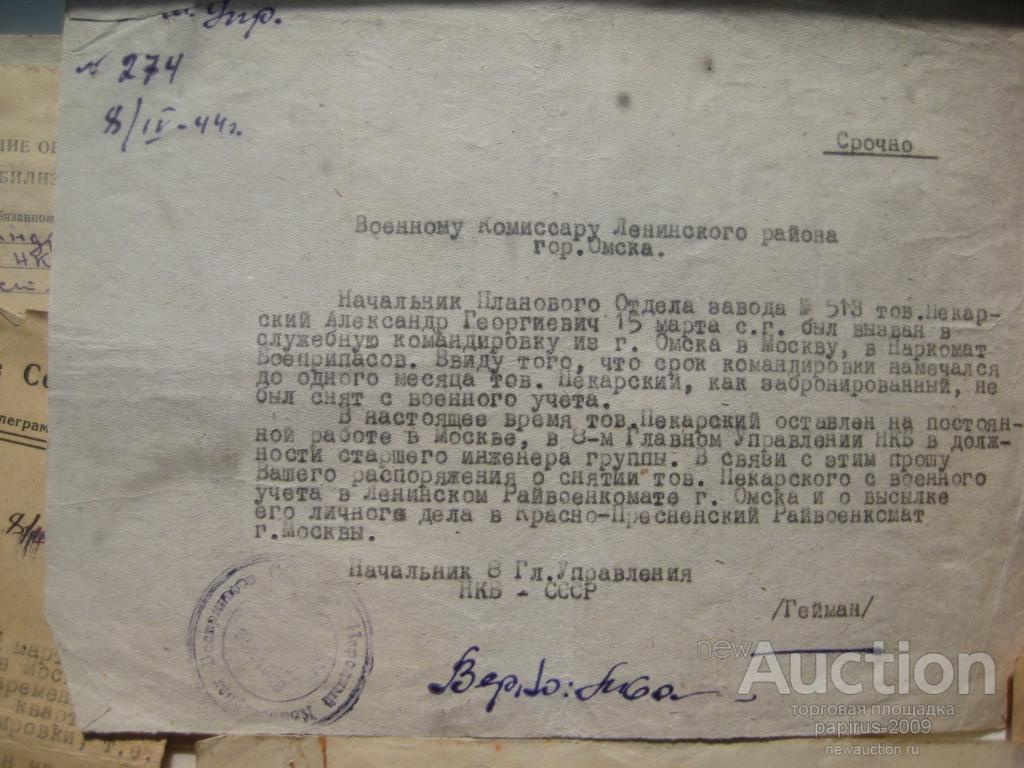 Упр.
№ 274
8/IV-44г.
Срочно
Военному Комиссару Ленинского района
гор.Омска.
Начальник Планового Отдела завода № 513 тов.Пекар-
ский Александр Георгиевич 15 марта с.г. был вызван в
служебную командировку из г. Омска в Москву, в Наркомат
Боеприпасов. Ввиду того, что срок командировки намечался
до одного месяца тов. Пекарский, как забронированный, не
был снят с военного учета.
В настоящее время тов.Пекарский оставлен на постоян-
ной работе в Москве, в 8-м Главном Управлении НКБ в долж-
ности старшего инженера группы. В связи с этим прошу
Вашего распоряжения о снятии тов. Пекарского с военного
учета в Ленинском Райвоенкомате г. Омска и о высылке
его личного дела в Красно-Пресненский Райвоенкомат
г.Москвы.
Начальник 8 Гл.Управления
НКБ - СССР
/Гейман/
newAuction
торговая площадка
papirus-2009
newauction.ru